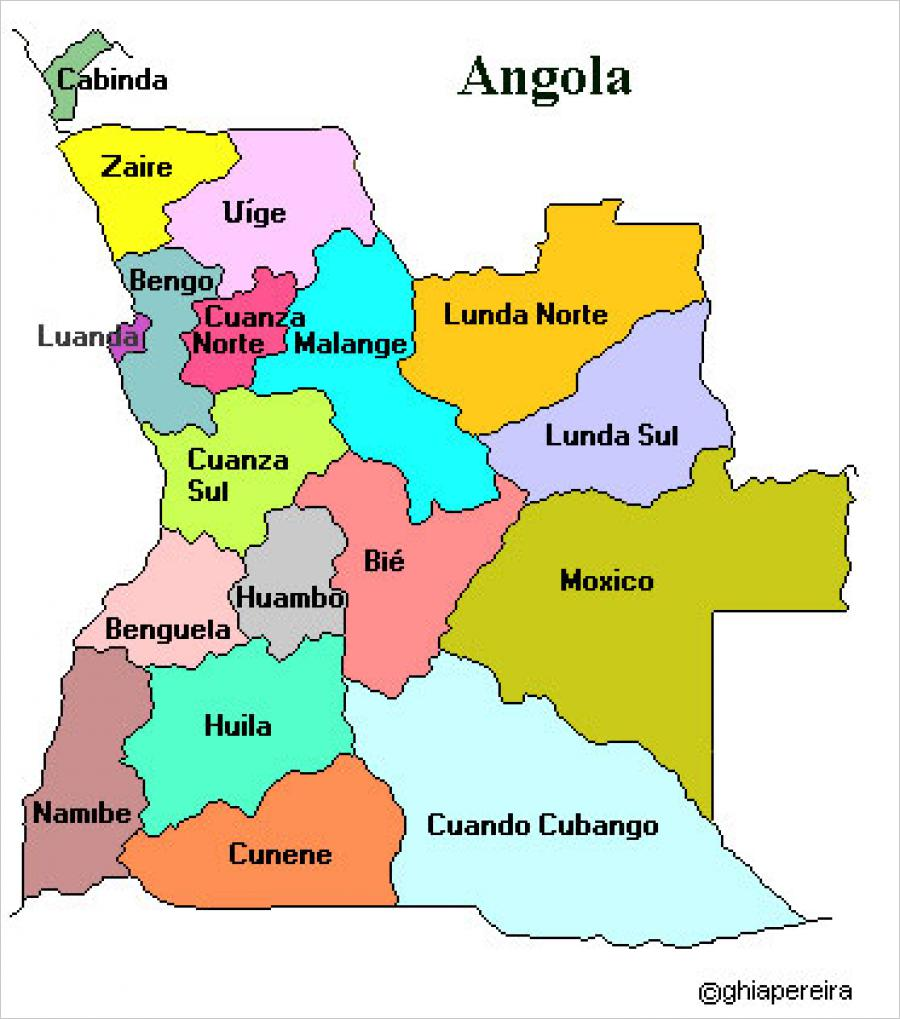 Angola
Cabinda
Zaire
Uíge
Bengo
Luanda
Cuanza
Norte
Malange
Lunda Norte
Lunda Sul
Cuanza
Sul
Bié
Moxico
Huambo
Benguela
Huila
Namibe
Cuando Cubango
Cunene
©ghiapereira